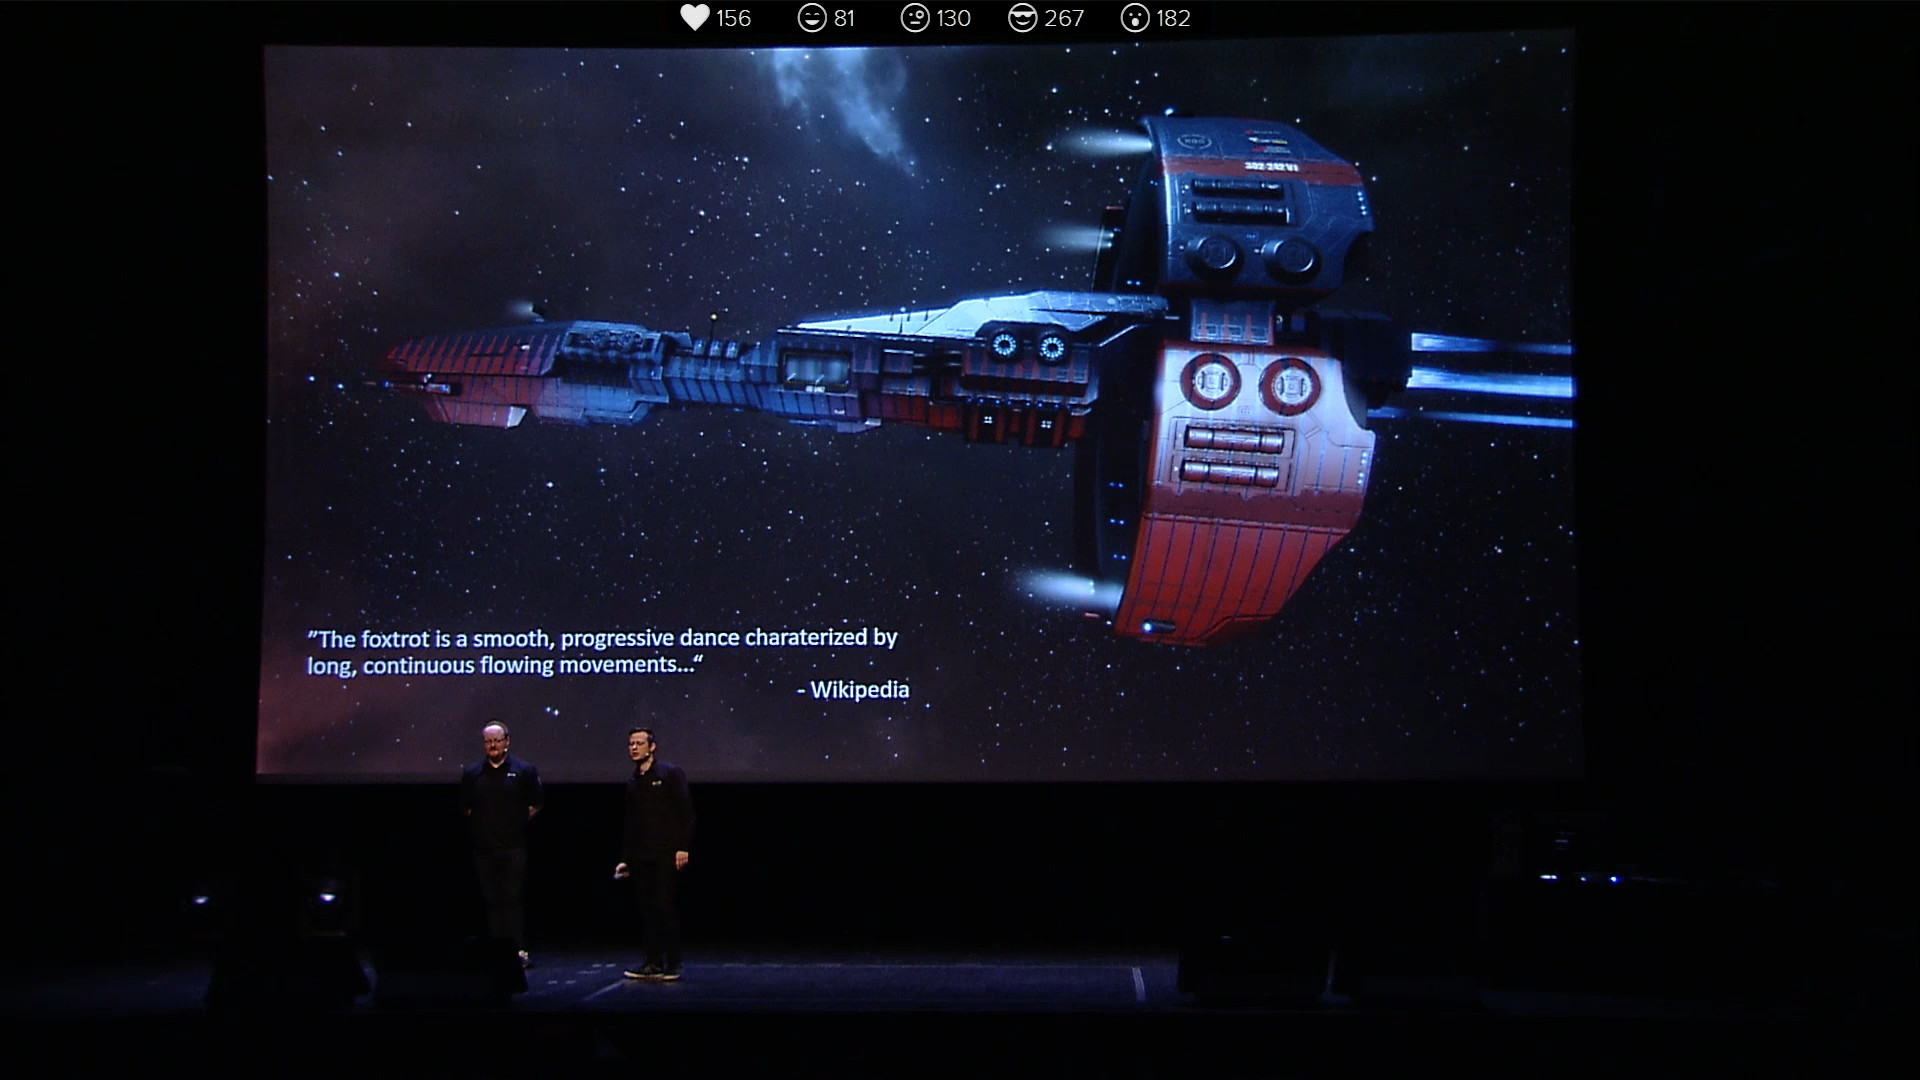 156 81 130 267 182
"The foxtrot is a smooth, progressive dance charaterized by
long, continuous flowing movements..."
- Wikipedia